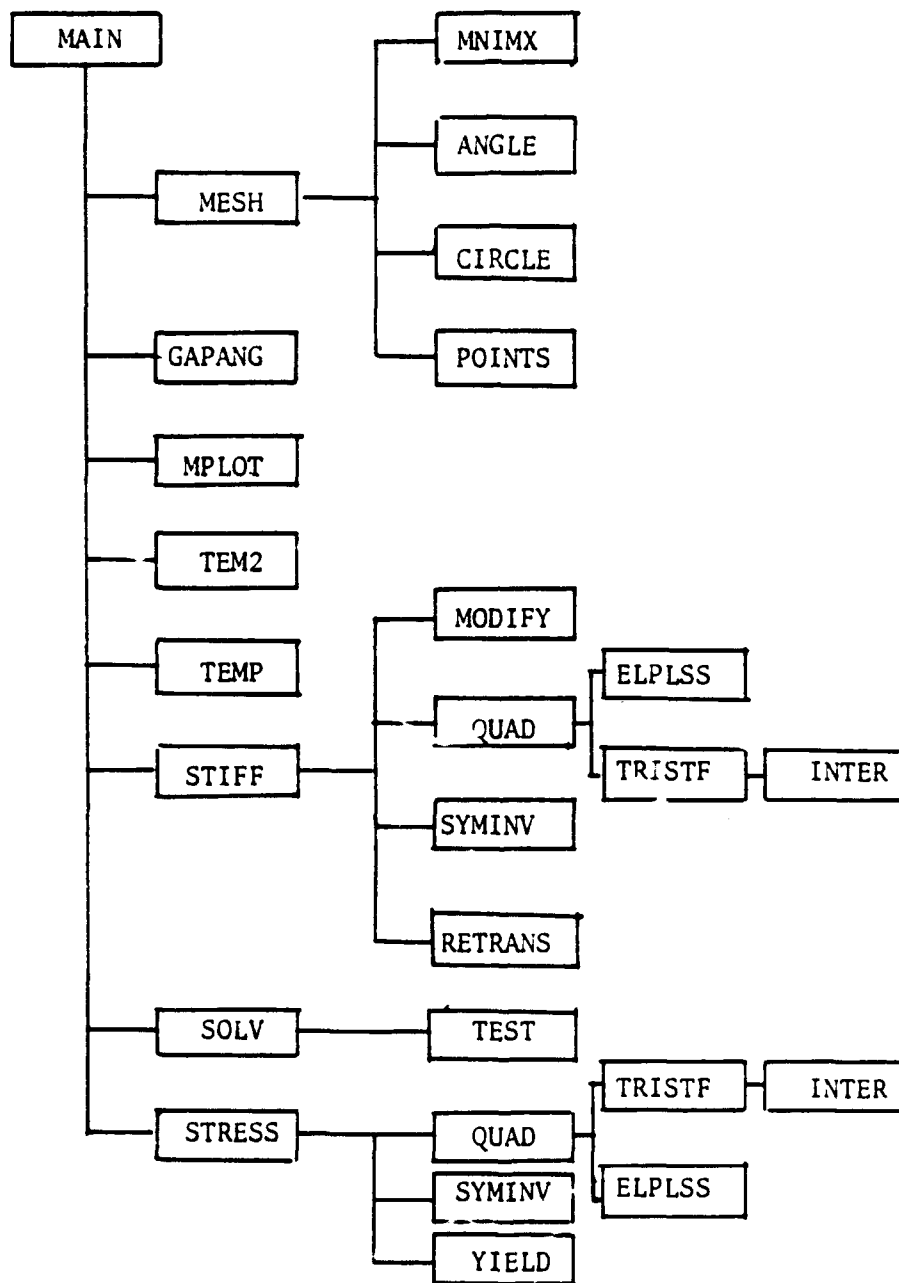 MAIN
MNIMX
ANGLE
MESH
CIRCLE
POINTS
GAPANG
MPLOT
TEM2
MODIFY
TEMP
ELPLSS
QUAD
STIFF
TRISTF
INTER
SYMINV
RETRANS
SOLV
TEST
TRISTF
INTER
STRESS
QUAD
SYMINV
ELPLSS
YIELD